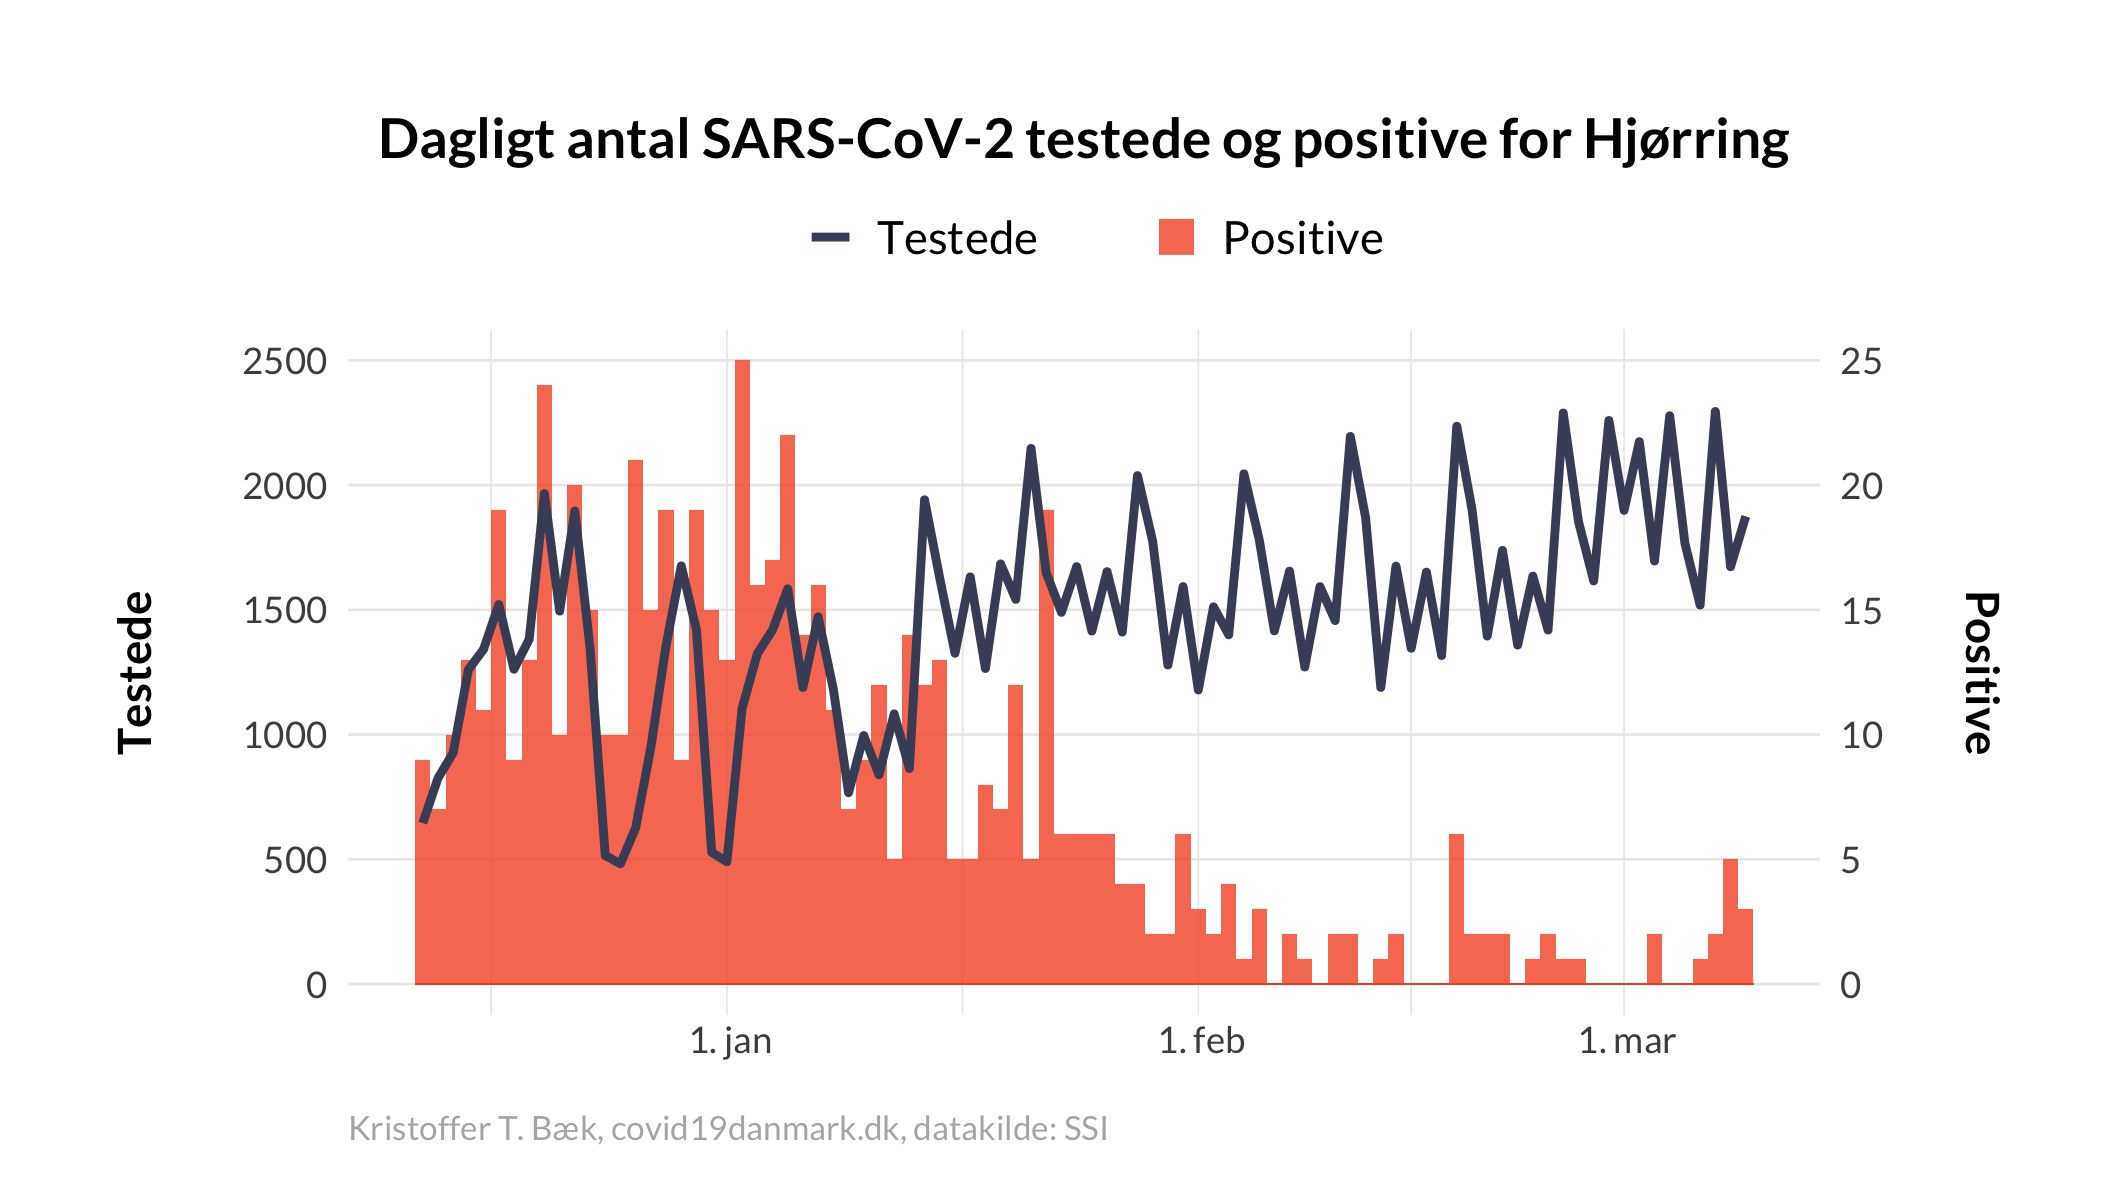 Dagligt antal SARS-CoV-2 testede og positive for Hjørring
Testede Positive
Testede
2500
2000
1500
1000
500
0
25
20
15
10
5
0
Positive
1. jan 1. feb 1. mar
Kristoffer T. Bæk, covid19danmark.dk, datakilde: SSI